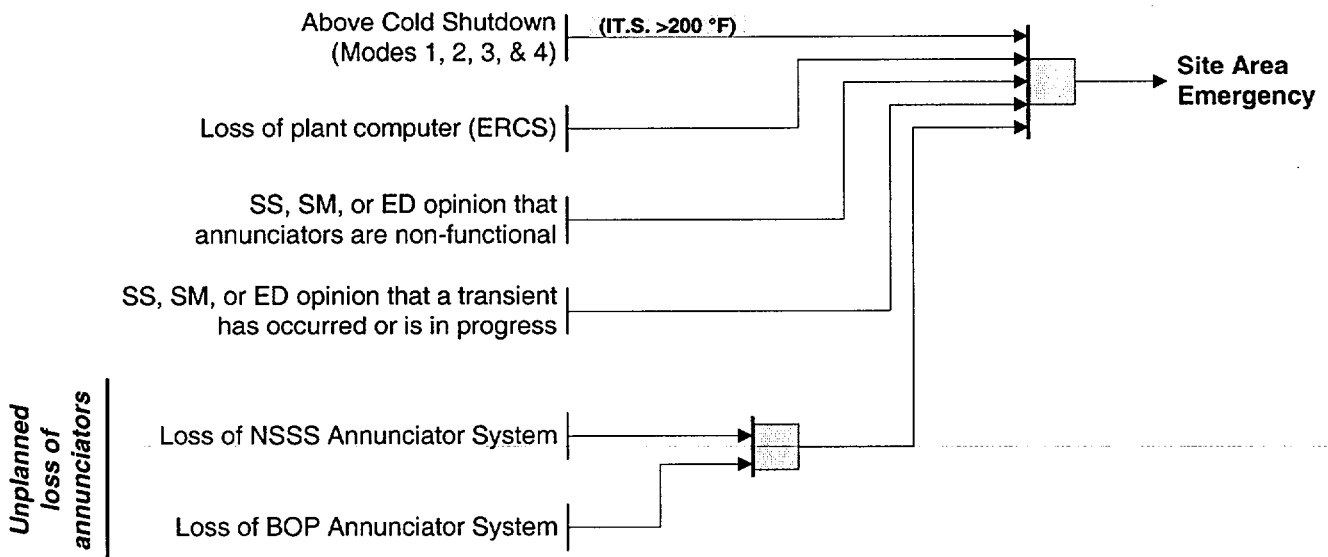 Above Cold Shutdown
(Modes 1, 2, 3, & 4)
(IT.S. >200 °F)
Site Area
Emergency
Loss of plant computer (ERCS)
SS, SM, or ED opinion that
annunciators are non-functional
SS, SM, or ED opinion that a transient
has occurred or is in progress
Unplanned
loss of
annunciators
Loss of NSSS Annunciator System
Loss of BOP Annunciator System